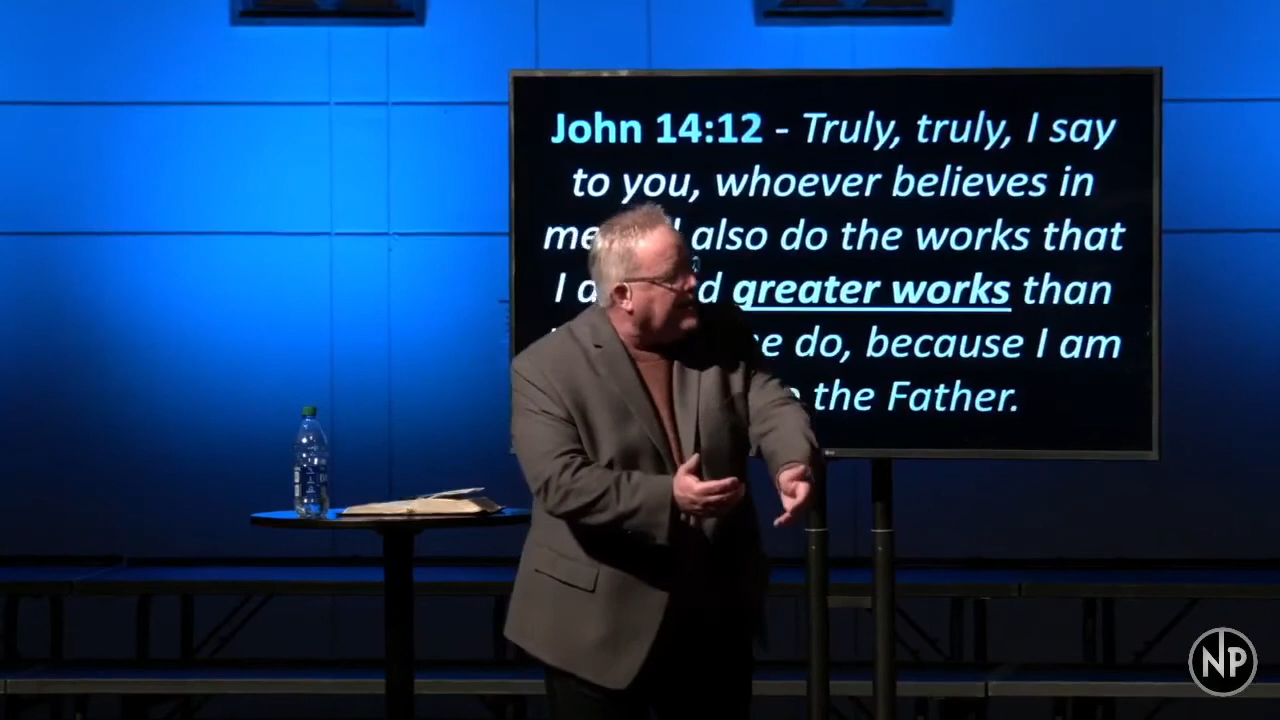 John 14:12 - Truly, truly, I say
to you, whoever believes in
me also do the works that
I greater works than
do, because I am
the Father.
NP